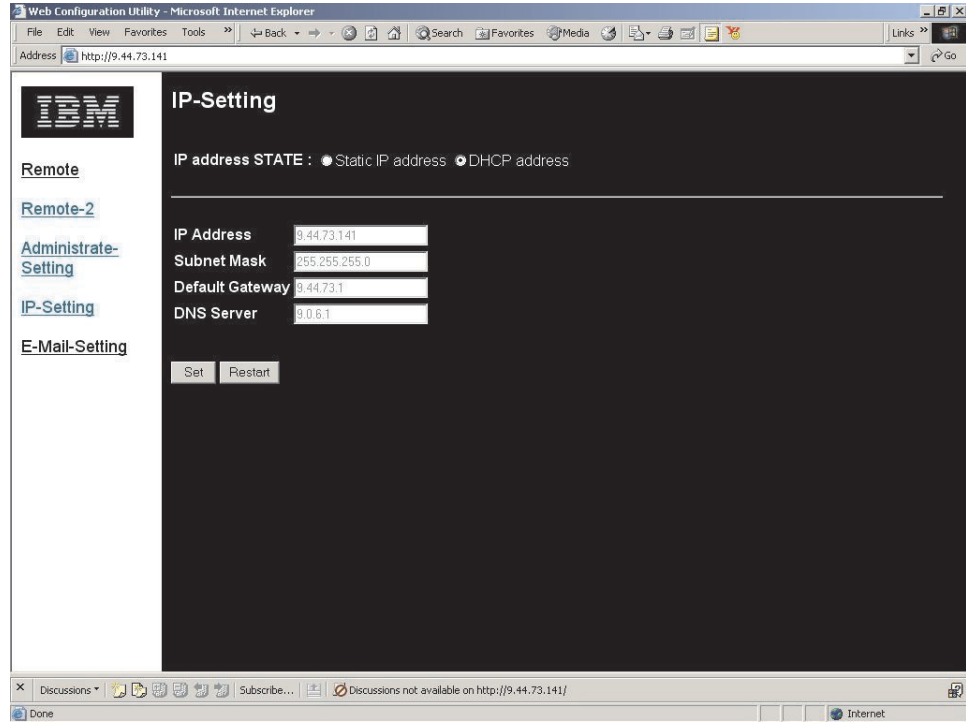 Web Configuration Utility - Microsoft Internet Explorer
File Edit View Favorites Tools » Back Search Favorites Media Links »
Address http://9.44.73.141 Go
IBM
Remote
Remote-2
Administrate-
Setting
IP-Setting
E-Mail-Setting
IP-Setting
IP address STATE : Static IP address DHCP address
IP Address 9.44.73.141
Subnet Mask 255.255.255.0
Default Gateway 9.44.73.1
DNS Server 9.0.6.1
Set Restart
Discussions Subscribe... Discussions not available on http://9.44.73.141/
Done Internet